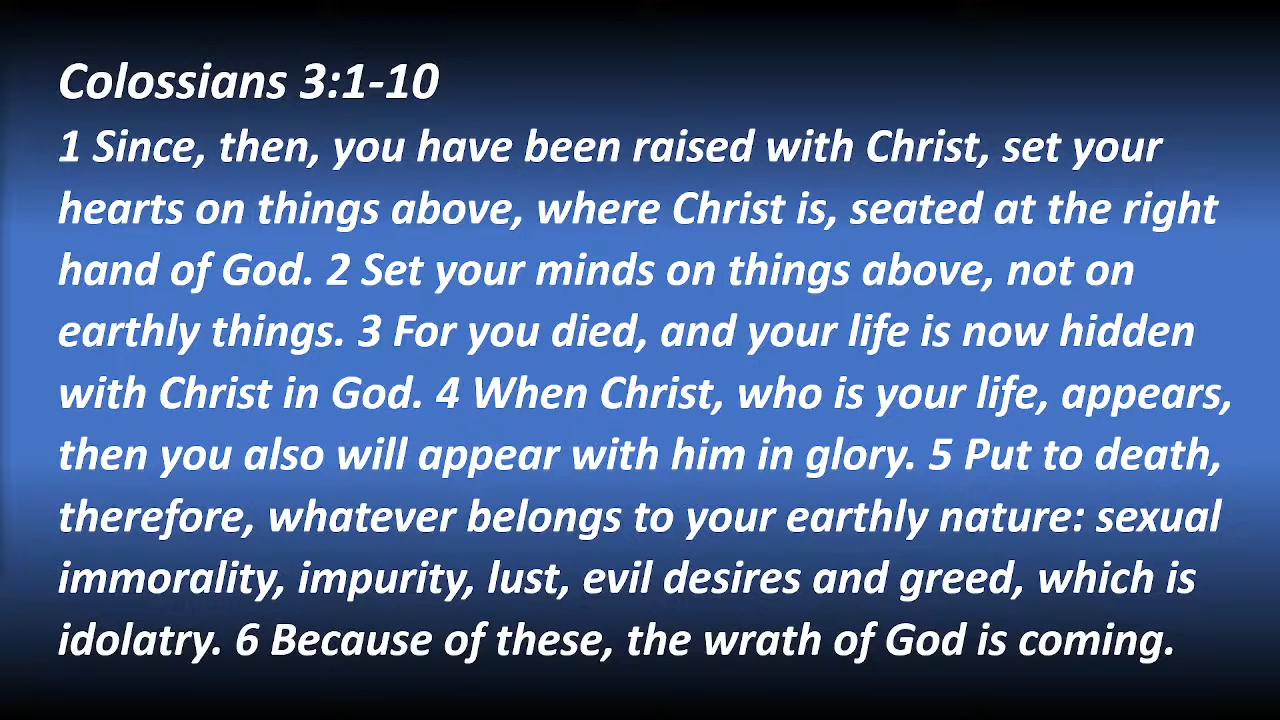 Colossians 3:1-10
1 Since, then, you have been raised with Christ, set your
hearts on things above, where Christ is, seated at the right
hand of God. 2 Set your minds on things above, not on
earthly things. 3 For you died, and your life is now hidden
with Christ in God. 4 When Christ, who is your life, appears,
then you also will appear with him in glory. 5 Put to death,
therefore, whatever belongs to your earthly nature: sexual
immorality, impurity, lust, evil desires and greed, which is
idolatry. 6 Because of these, the wrath of God is coming.